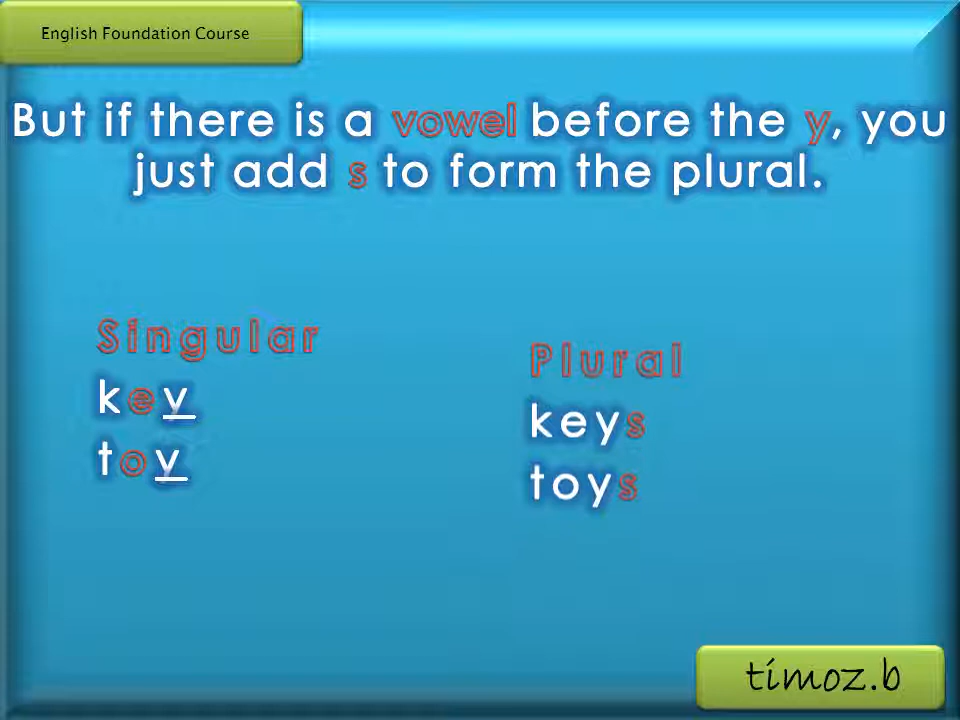 English Foundation Course
But if there is a vowel before the y, you
just add s to form the plural.
Singular
key
toy
Plural
keys
toys
timoz.b